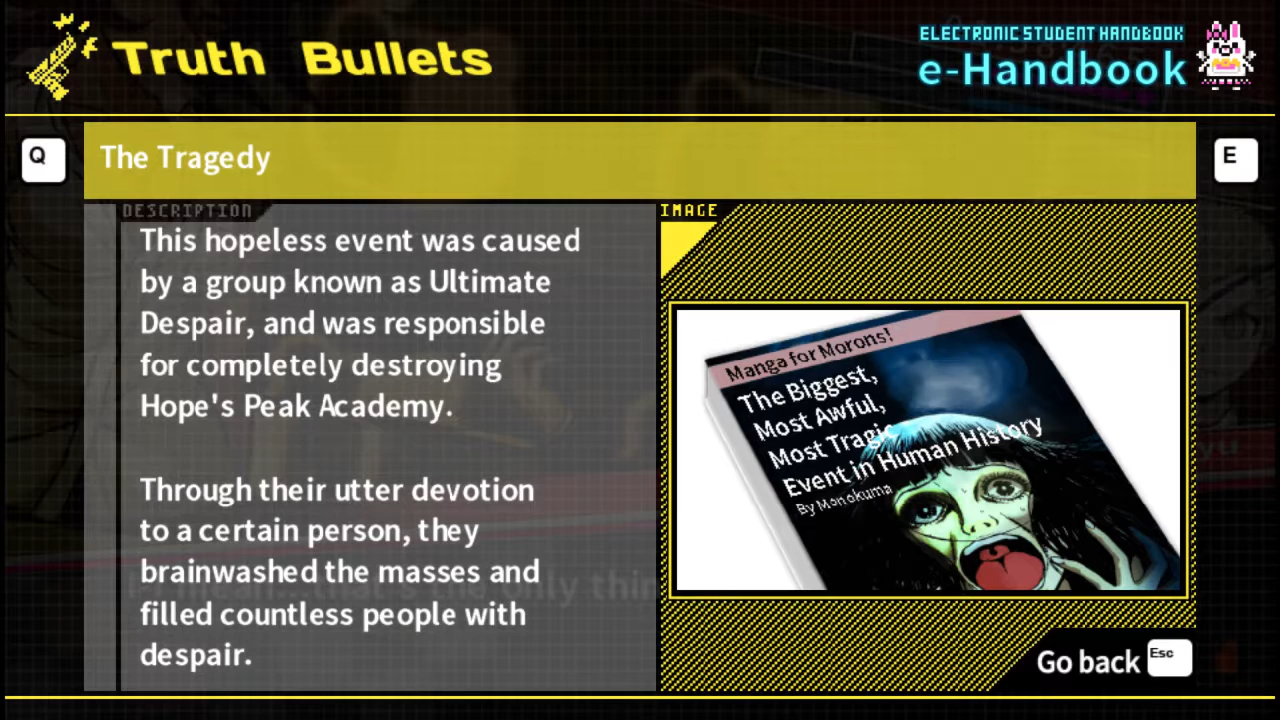 Truth Bullets
ELECTRONIC STUDENT HANDBOOK
e-Handbook
Q
The Tragedy
E
DESCRIPTION
This hopeless event was caused
by a group known as Ultimate
Despair, and was responsible
for completely destroying
Hope's Peak Academy.
Through their utter devotion
to a certain person, they
brainwashed the masses and
filled countless people with
despair.
IMAGE
Manga for Morons!
The Biggest,
Most Awful,
Most Tragic
Event in Human History
By Monokuma
Go back
Esc